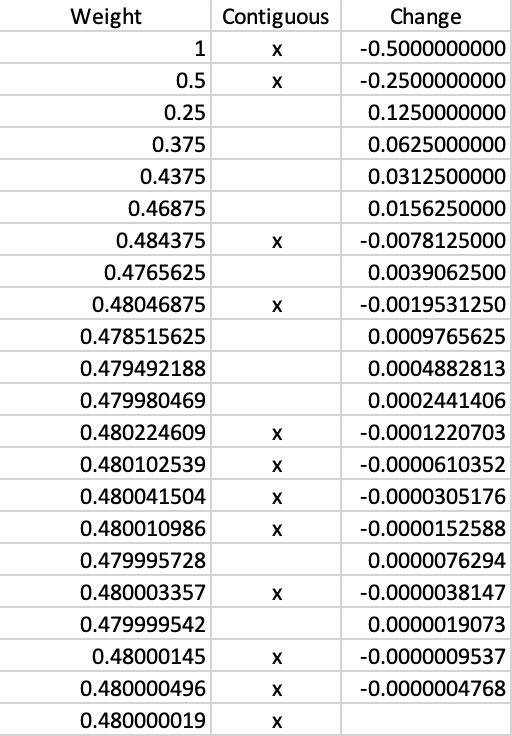 Weight Contiguous Change
1 x -0.5000000000
0.5 x -0.2500000000
0.25 0.1250000000
0.375 0.0625000000
0.4375 0.0312500000
0.46875 0.0156250000
0.484375 x -0.0078125000
0.4765625 0.0039062500
0.48046875 x -0.0019531250
0.478515625 0.0009765625
0.479492188 0.0004882813
0.479980469 0.0002441406
0.480224609 x -0.0001220703
0.480102539 x -0.0000610352
0.480041504 x -0.0000305176
0.480010986 x -0.0000152588
0.479995728 0.0000076294
0.480003357 x -0.0000038147
0.479999542 0.0000019073
0.48000145 x -0.0000009537
0.480000496 x -0.0000004768
0.480000019 x